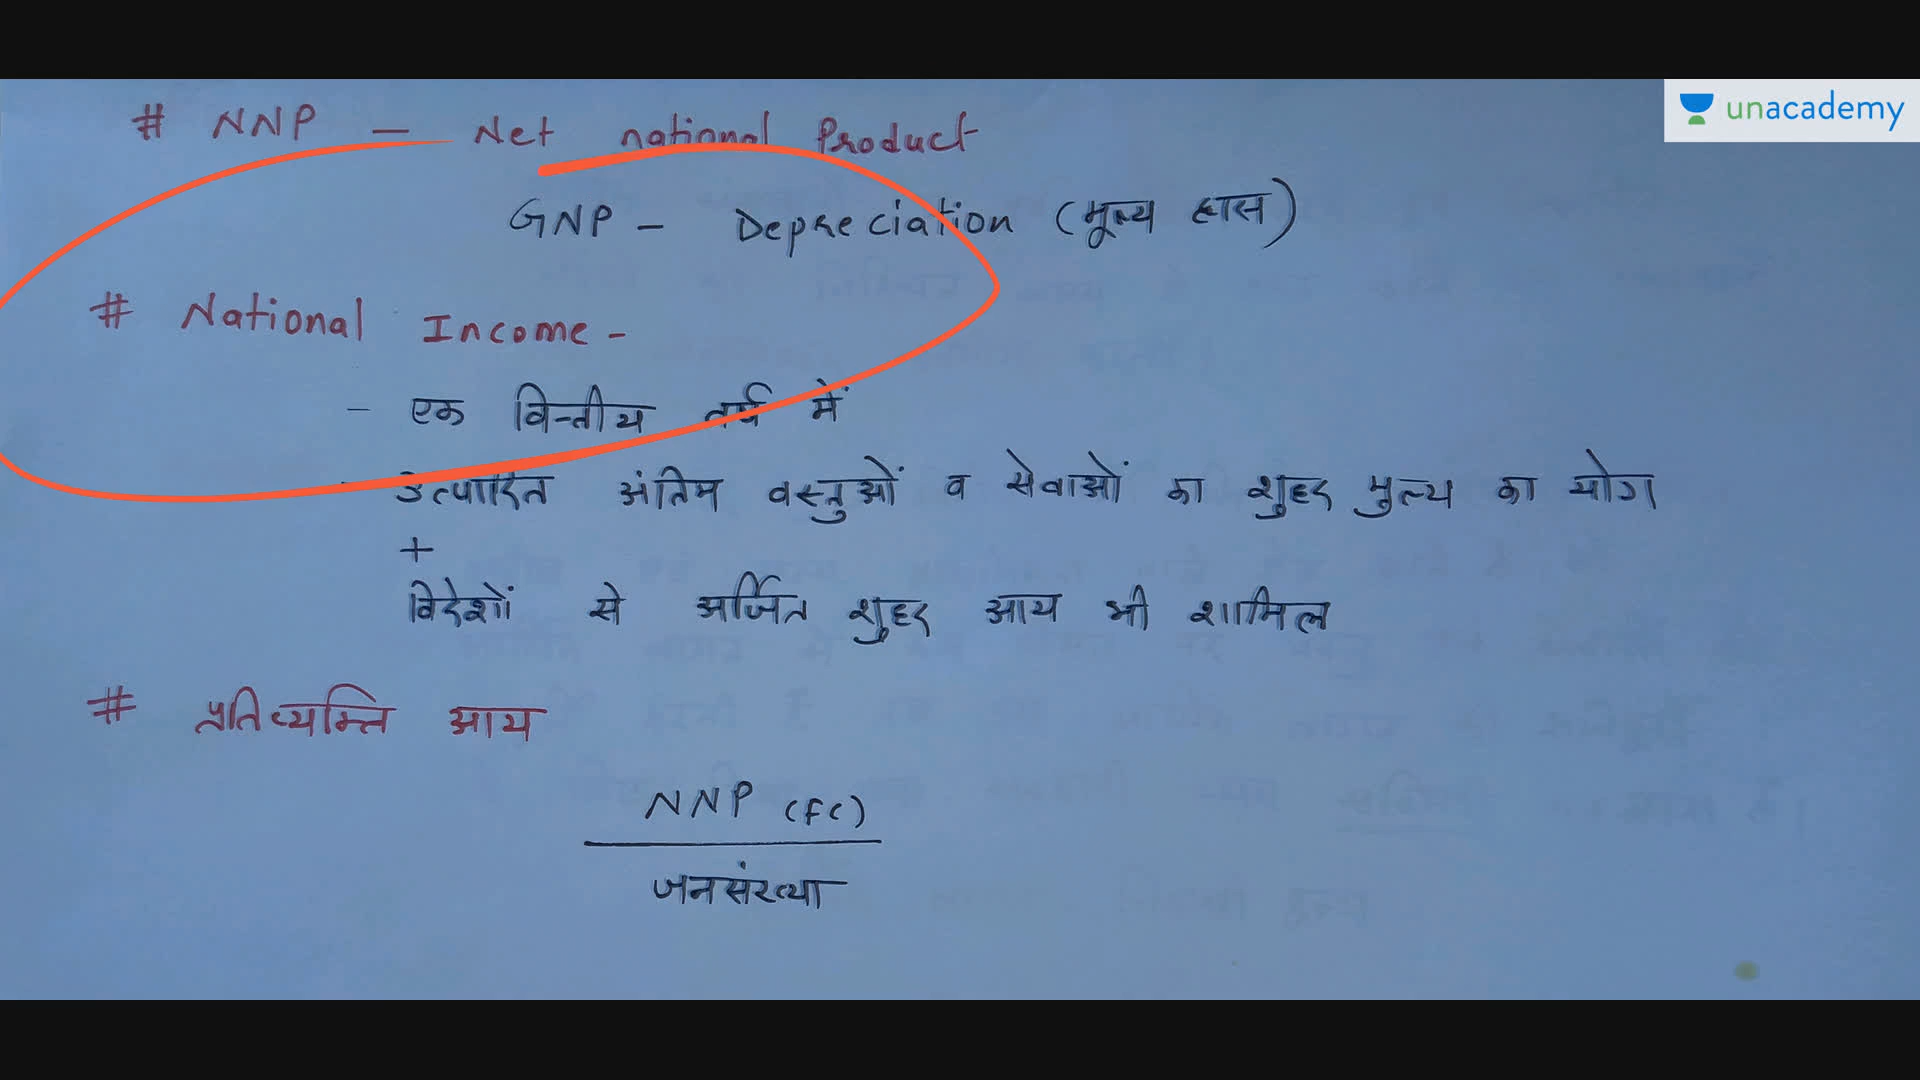 unacademy
# NNP - Net national Product
GNP - Depreciation (मूल्य ह्रास)
# National Income -
- एक वित्तीय वर्ष में
उत्पादित अंतिम वस्तुओं व सेवाओं का शुद्ध मुल्य का योग
+
विदेशों से अर्जित शुद्ध आय भी शामिल
# प्रतिव्यक्ति आय
NNP (FC)
जनसंख्या